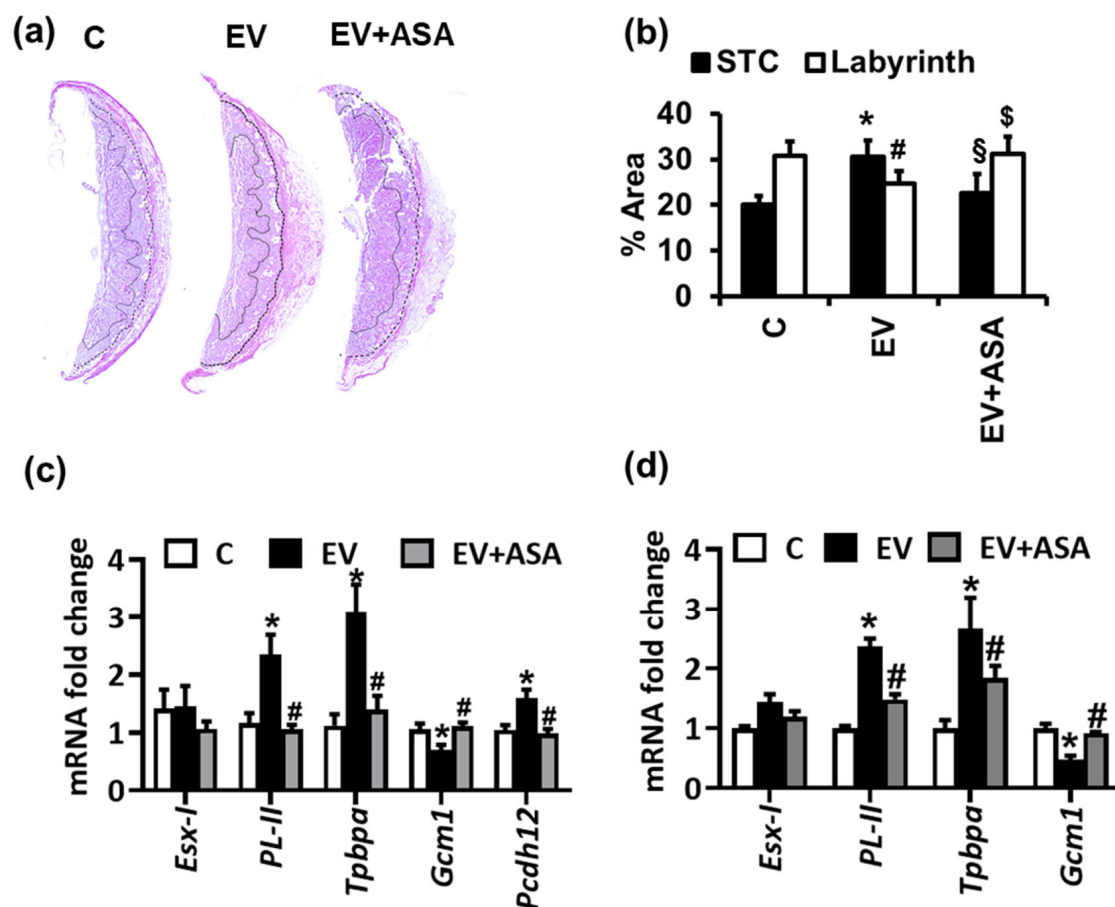 (a)
C EV EV+ASA
(b)
STC Labyrinth
% Area
40
30
20
10
0
* # § $
C EV EV+ASA
(c)
C EV EV+ASA
mRNA fold change
4
3
2
1
0
* # * # * # * #
Esx-I PL-II Tpbpa Gcm1 Pcdh12
(d)
C EV EV+ASA
mRNA fold change
4
3
2
1
0
* # * # * #
Esx-I PL-II Tpbpa Gcm1